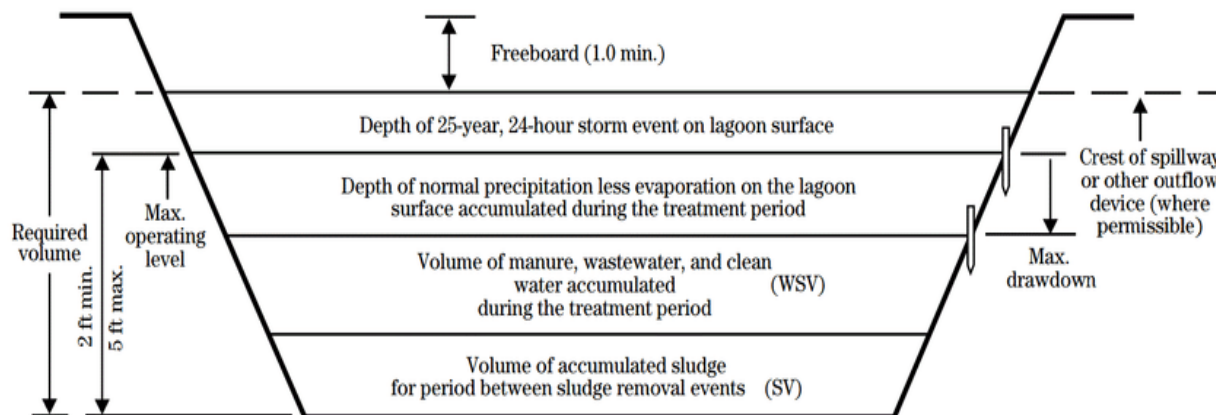 Freeboard (1.0 min.)
Depth of 25-year, 24-hour storm event on lagoon surface
Depth of normal precipitation less evaporation on the lagoon
surface accumulated during the treatment period
Volume of manure, wastewater, and clean
water accumulated (WSV)
during the treatment period
Volume of accumulated sludge
for period between sludge removal events (SV)
Required
volume
2 ft min.
5 ft max.
Max.
operating
level
Crest of spillway
or other outflow
device (where
permissible)
Max.
drawdown